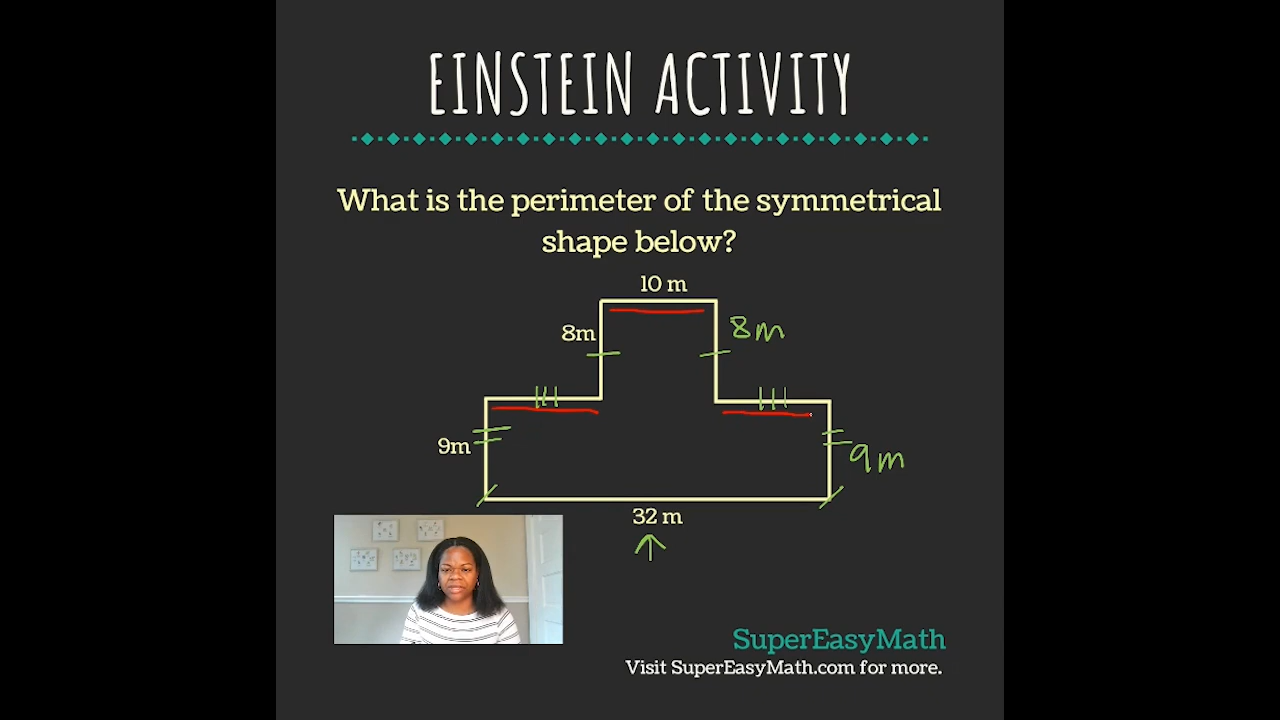 EINSTEIN ACTIVITY
What is the perimeter of the symmetrical
shape below?
10 m
8m
8m
9m
9m
32 m
SuperEasyMath
Visit SuperEasyMath.com for more.